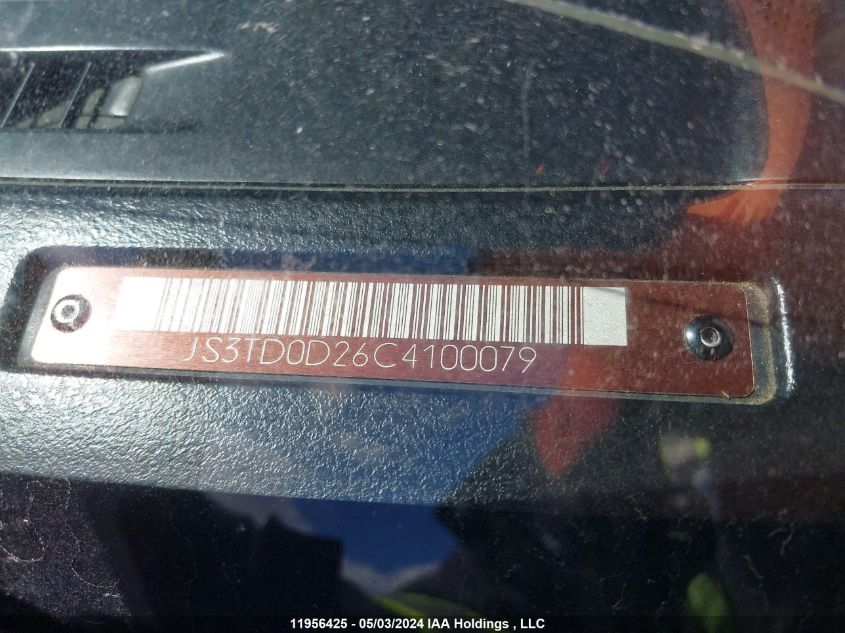 JS3TD0D26C4100079
11956425 - 05/03/2024 IAA Holdings , LLC